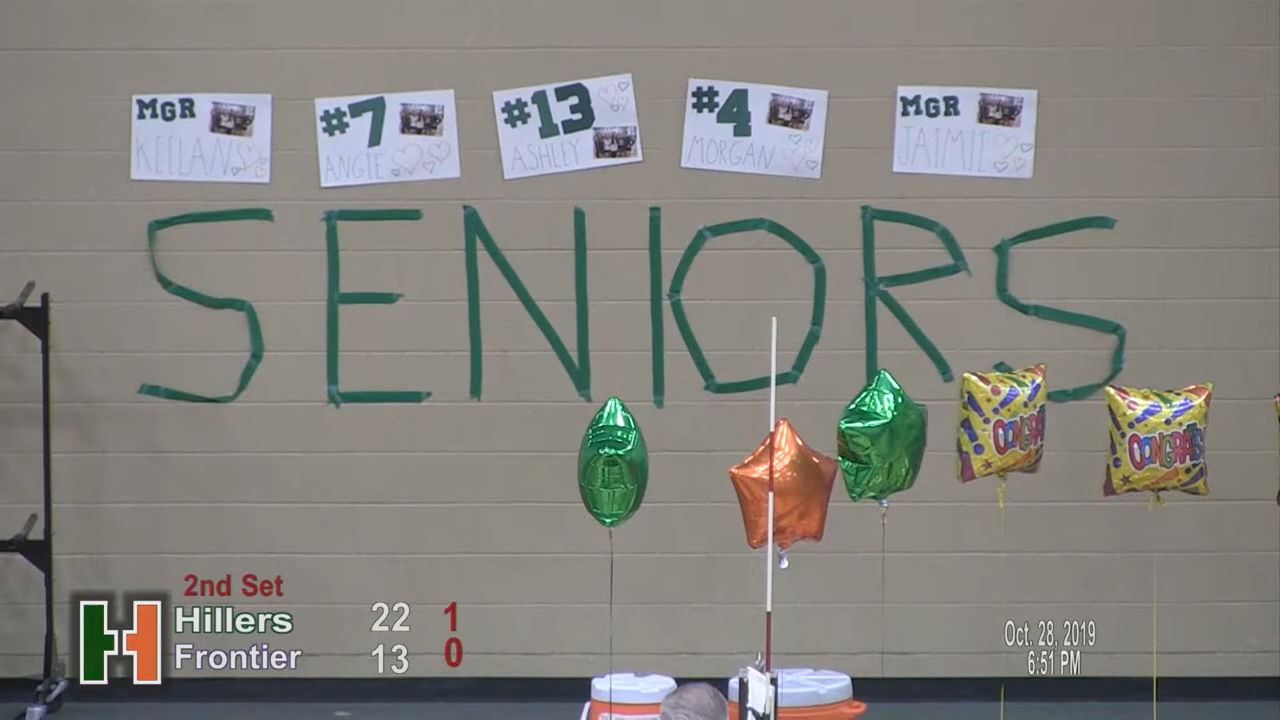 MGR
KEELAN
#7
ANGIE
#13
ASHLEY
#4
MORGAN
MGR
JAIMIE
SENIORS
CONGRATS!
CONGRATS!
2nd Set
Hillers 22 1
Frontier 13 0
H
Oct. 28, 2019
6:51 PM